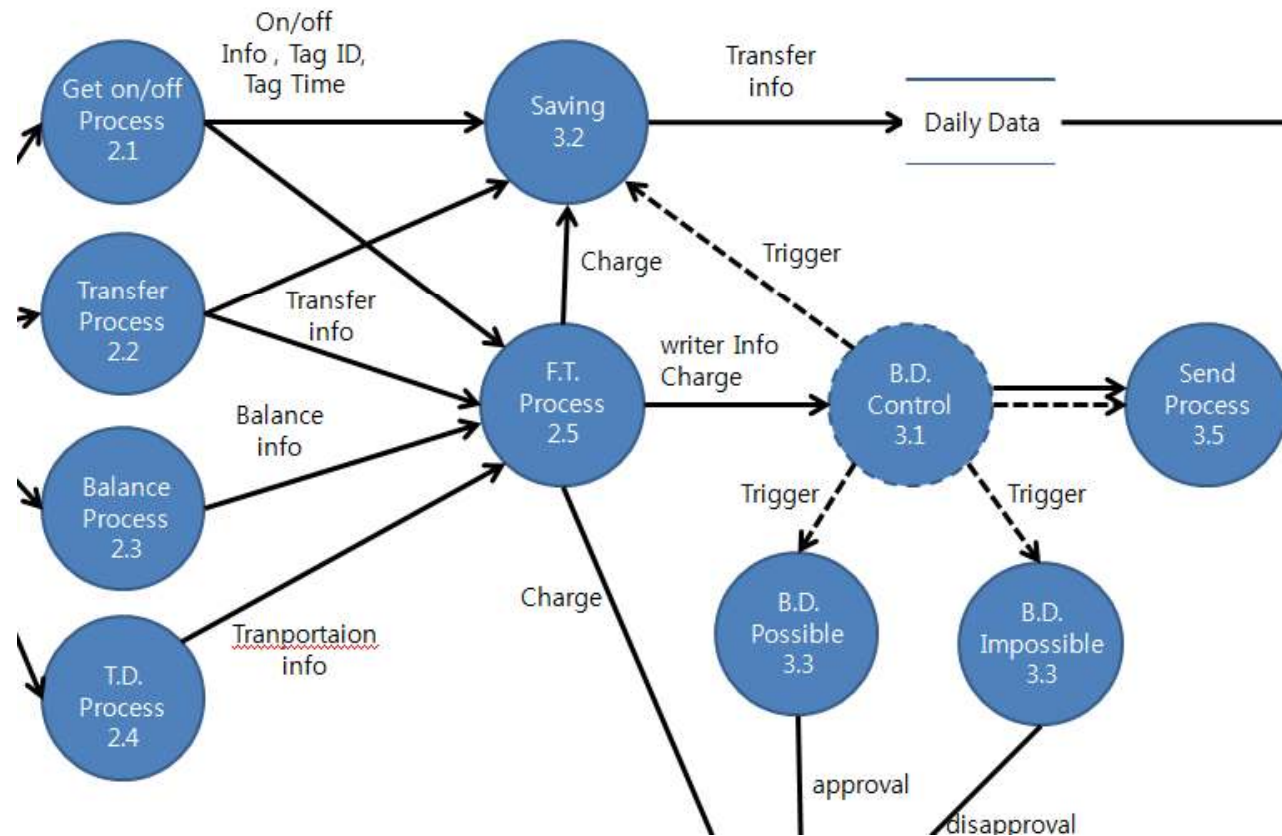 On/off
Info , Tag ID,
Tag Time
Get on/off
Process
2.1
Saving
3.2
Transfer
info
Daily Data
Transfer
Process
2.2
Transfer
info
Charge
Trigger
F.T.
Process
2.5
writer Info
Charge
B.D.
Control
3.1
Send
Process
3.5
Balance
info
Balance
Process
2.3
Trigger
Trigger
Charge
B.D.
Possible
3.3
B.D.
Impossible
3.3
Tranportaion
info
T.D.
Process
2.4
approval
disapproval